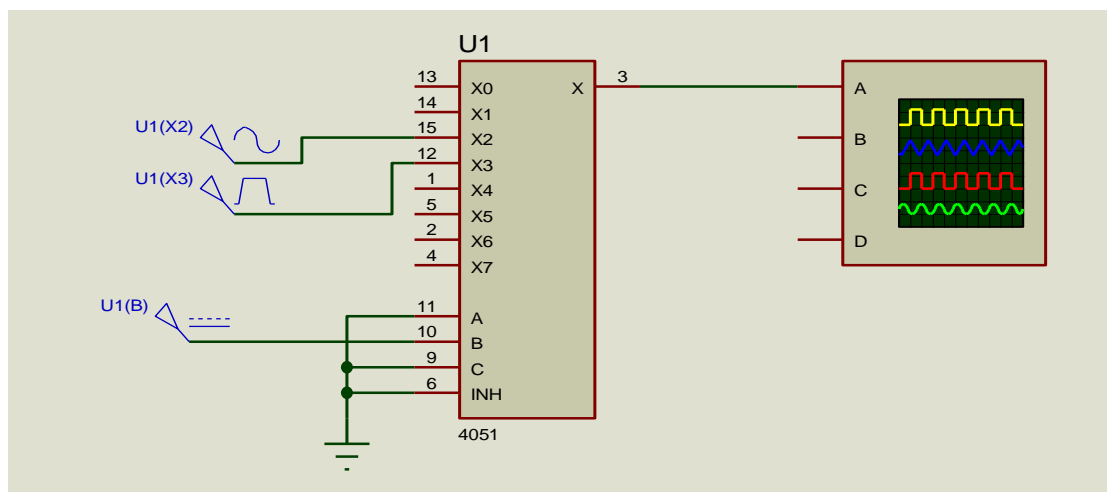 U1
13 X0 X 3 A
14 X1
U1(X2) 15 X2 B
12 X3
U1(X3) 1 X4 C
5 X5
2 X6 D
4 X7
U1(B) 11 A
10 B
9 C
6 INH
4051